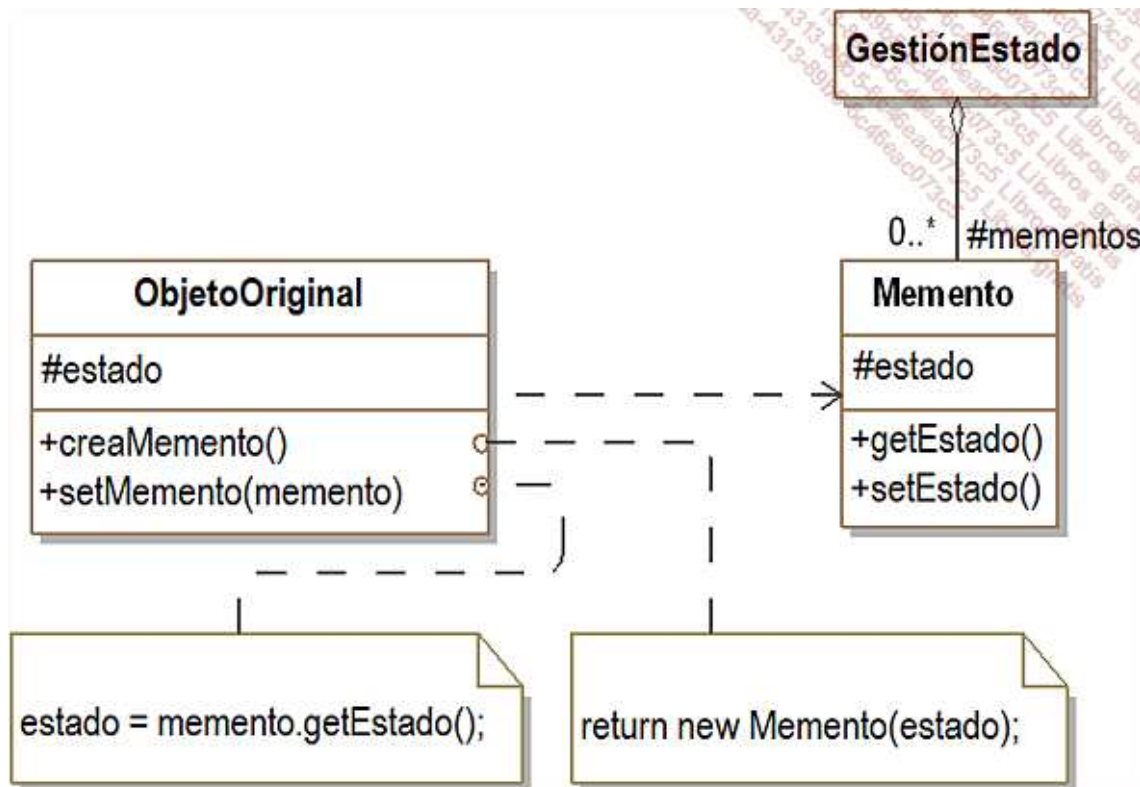 GestiónEstado
0..*
#mementos
ObjetoOriginal
#estado
+creaMemento()
+setMemento(memento)
Memento
#estado
+getEstado()
+setEstado()
estado = memento.getEstado();
return new Memento(estado);